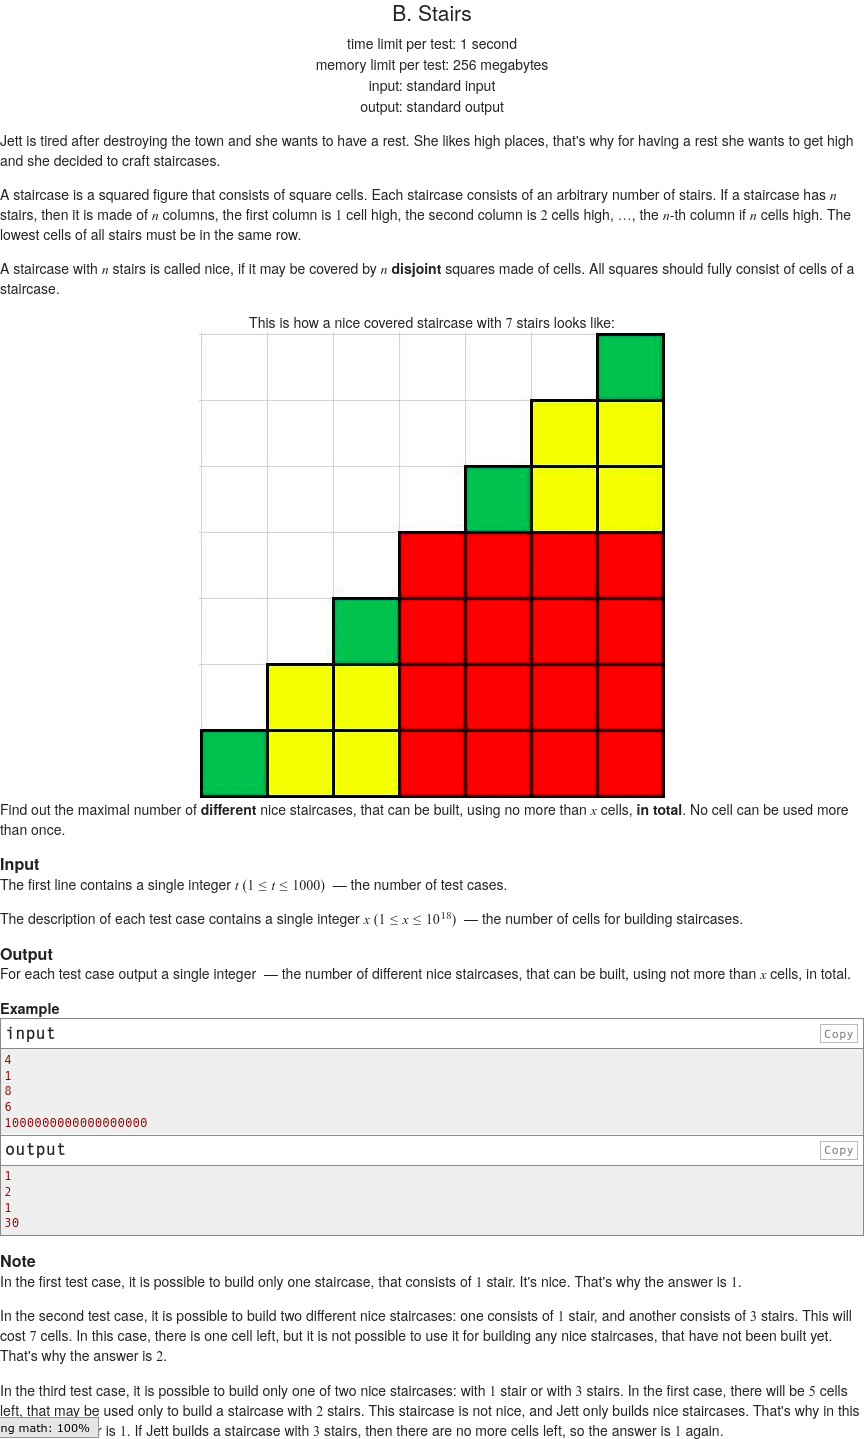 B. Stairs
time limit per test: 1 second
memory limit per test: 256 megabytes
input: standard input
output: standard output
Jett is tired after destroying the town and she wants to have a rest. She likes high places, that's why for having a rest she wants to get high
and she decided to craft staircases.
A staircase is a squared figure that consists of square cells. Each staircase consists of an arbitrary number of stairs. If a staircase has n
stairs, then it is made of n columns, the first column is 1 cell high, the second column is 2 cells high, …, the n-th column if n cells high. The
lowest cells of all stairs must be in the same row.
A staircase with n stairs is called nice, if it may be covered by n disjoint squares made of cells. All squares should fully consist of cells of a
staircase.
This is how a nice covered staircase with 7 stairs looks like:
Find out the maximal number of different nice staircases, that can be built, using no more than x cells, in total. No cell can be used more
than once.
Input
The first line contains a single integer t (1 ≤ t ≤ 1000)  — the number of test cases.
The description of each test case contains a single integer x (1 ≤ x ≤ 10^18)  — the number of cells for building staircases.
Output
For each test case output a single integer  — the number of different nice staircases, that can be built, using not more than x cells, in total.
Example
input Copy
4
1
8
6
1000000000000000000
output Copy
1
2
1
30
Note
In the first test case, it is possible to build only one staircase, that consists of 1 stair. It's nice. That's why the answer is 1.
In the second test case, it is possible to build two different nice staircases: one consists of 1 stair, and another consists of 3 stairs. This will
cost 7 cells. In this case, there is one cell left, but it is not possible to use it for building any nice staircases, that have not been built yet.
That's why the answer is 2.
In the third test case, it is possible to build only one of two nice staircases: with 1 stair or with 3 stairs. In the first case, there will be 5 cells
left, that may be used only to build a staircase with 2 stairs. This staircase is not nice, and Jett only builds nice staircases. That's why in this
ng math: 100% r is 1. If Jett builds a staircase with 3 stairs, then there are no more cells left, so the answer is 1 again.